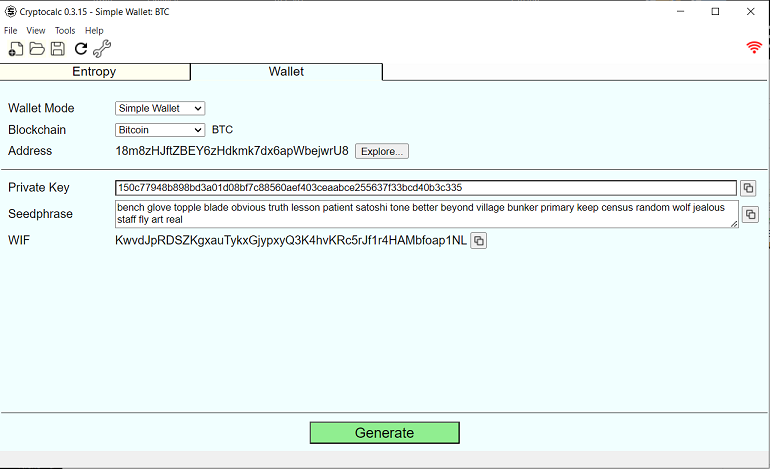 Cryptocalc 0.3.15 - Simple Wallet: BTC
File View Tools Help
Entropy Wallet
Wallet Mode Simple Wallet
Blockchain Bitcoin BTC
Address 18m8zHJftZBEY6zHdkmk7dx6apWbejwrU8 Explore...
Private Key 150c77948b898bd3a01d08bf7c88560aef403ceaabce255637f33bcd40b3c335
Seedphrase bench glove topple blade obvious truth lesson patient satoshi tone better beyond village bunker primary keep census random wolf jealous
staff fly art real
WIF KwvdJpRDSZKgxauTykxGjypxyQ3K4hvKRc5rJf1r4HAMbfoap1NL
Generate